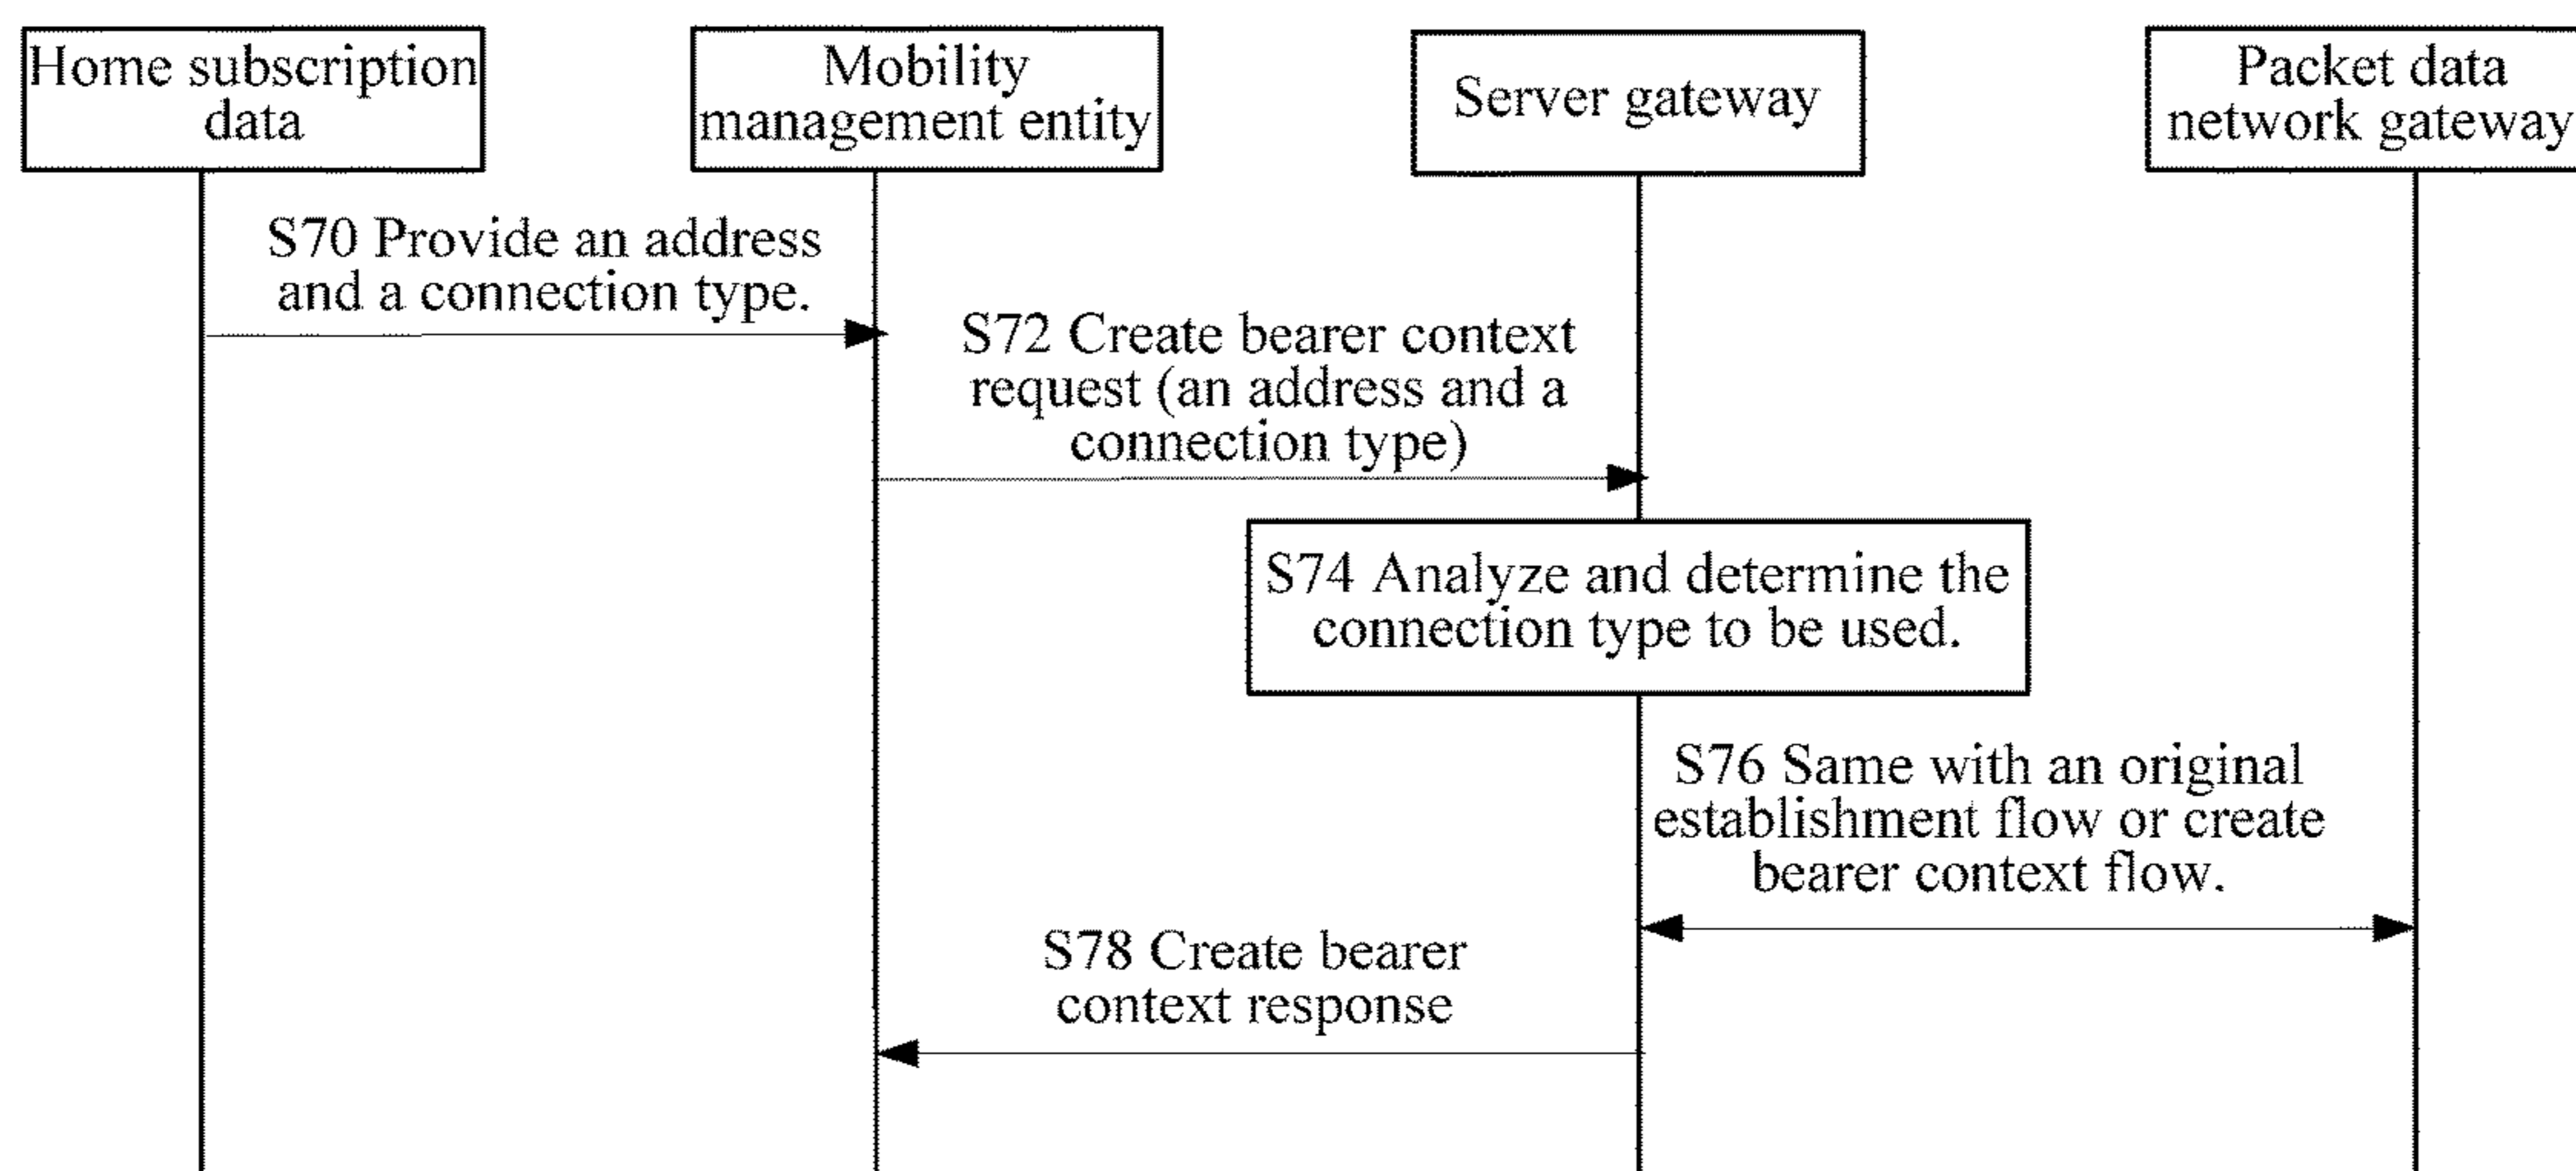 Home subscription
data
Mobility
management entity
Server gateway
Packet data
network gateway
S70 Provide an address
and a connection type.
S72 Create bearer context
request (an address and a
connection type)
S74 Analyze and determine the
connection type to be used.
S76 Same with an original
establishment flow or create
bearer context flow.
S78 Create bearer
context response